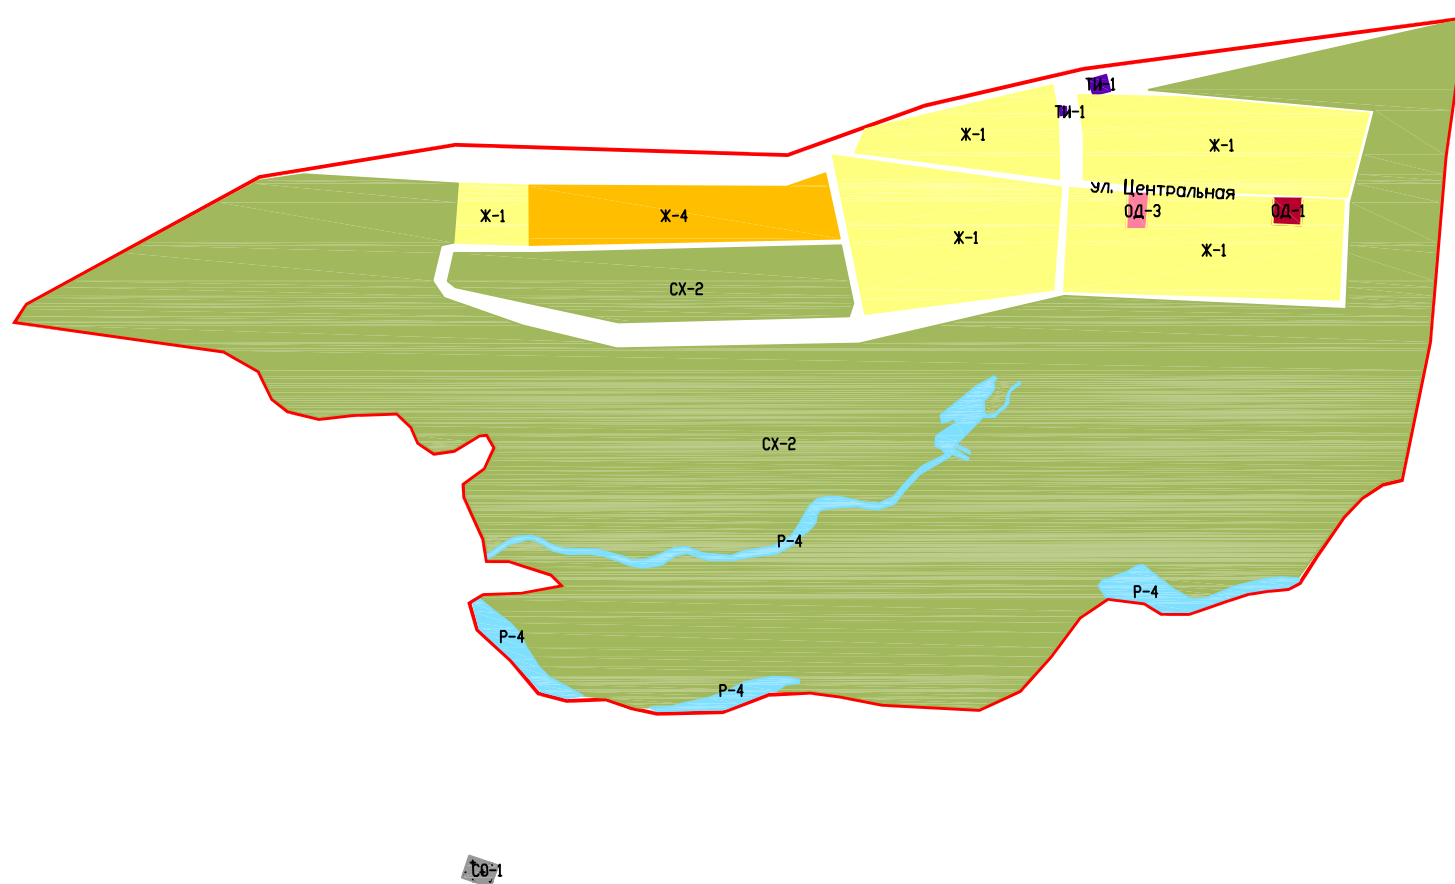 ТИ-1
ТИ-1
Ж-1
Ж-1
ул. Центральная
Ж-1
Ж-4
ОД-3
ОД-1
Ж-1
Ж-1
СХ-2
СХ-2
Р-4
Р-4
Р-4
Р-4
СО-1